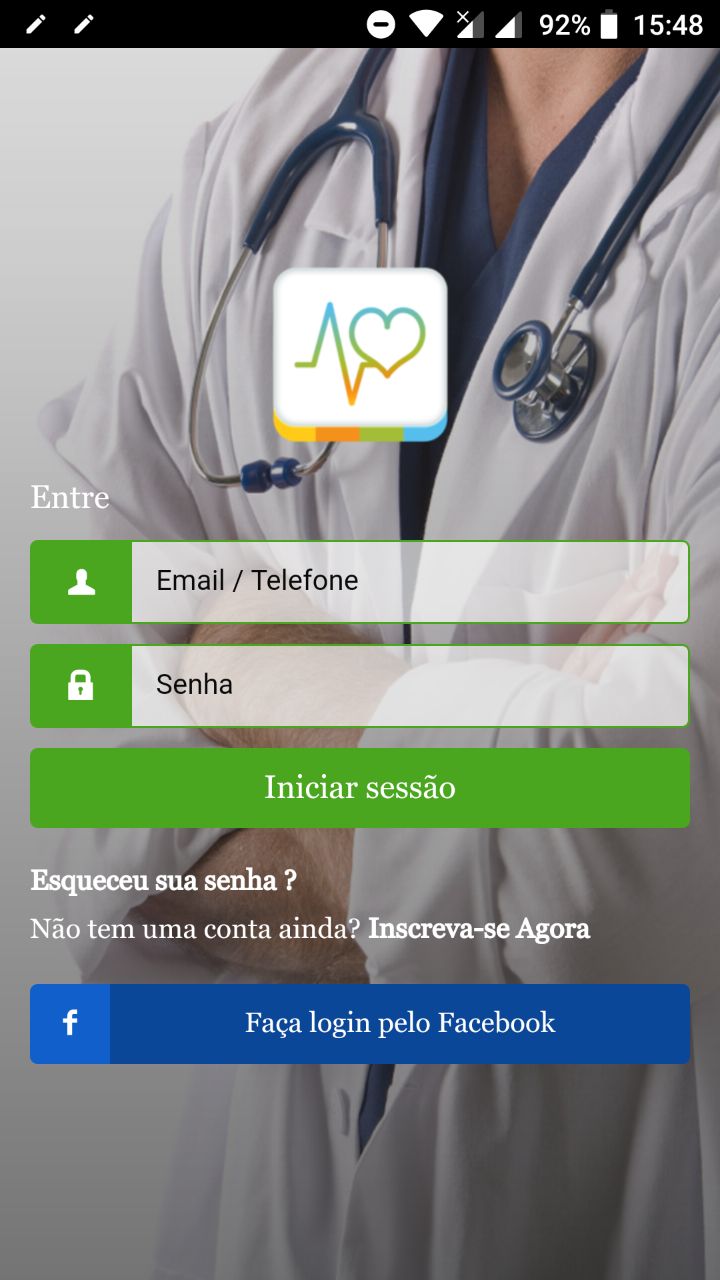 92% 15:48
Entre
Email / Telefone
Senha
Iniciar sessão
Esqueceu sua senha ?
Não tem uma conta ainda? Inscreva-se Agora
f Faça login pelo Facebook